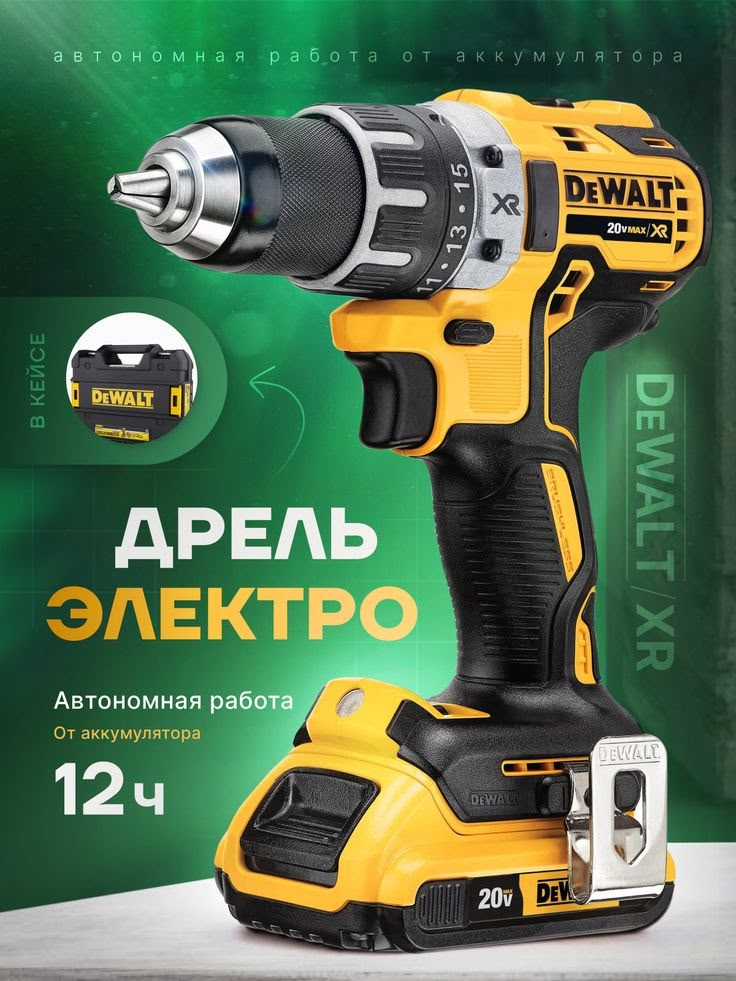 автономная работа от аккумулятора
DEWALT
20V MAX/XR
XR
11 • 13 • 15
В КЕЙСЕ
DEWALT
DEWALT/XR
BRUSHLESS
ДРЕЛЬ
ЭЛЕКТРО
Автономная работа
От аккумулятора
12 ч
DEWALT
DEWALT
20V MAX